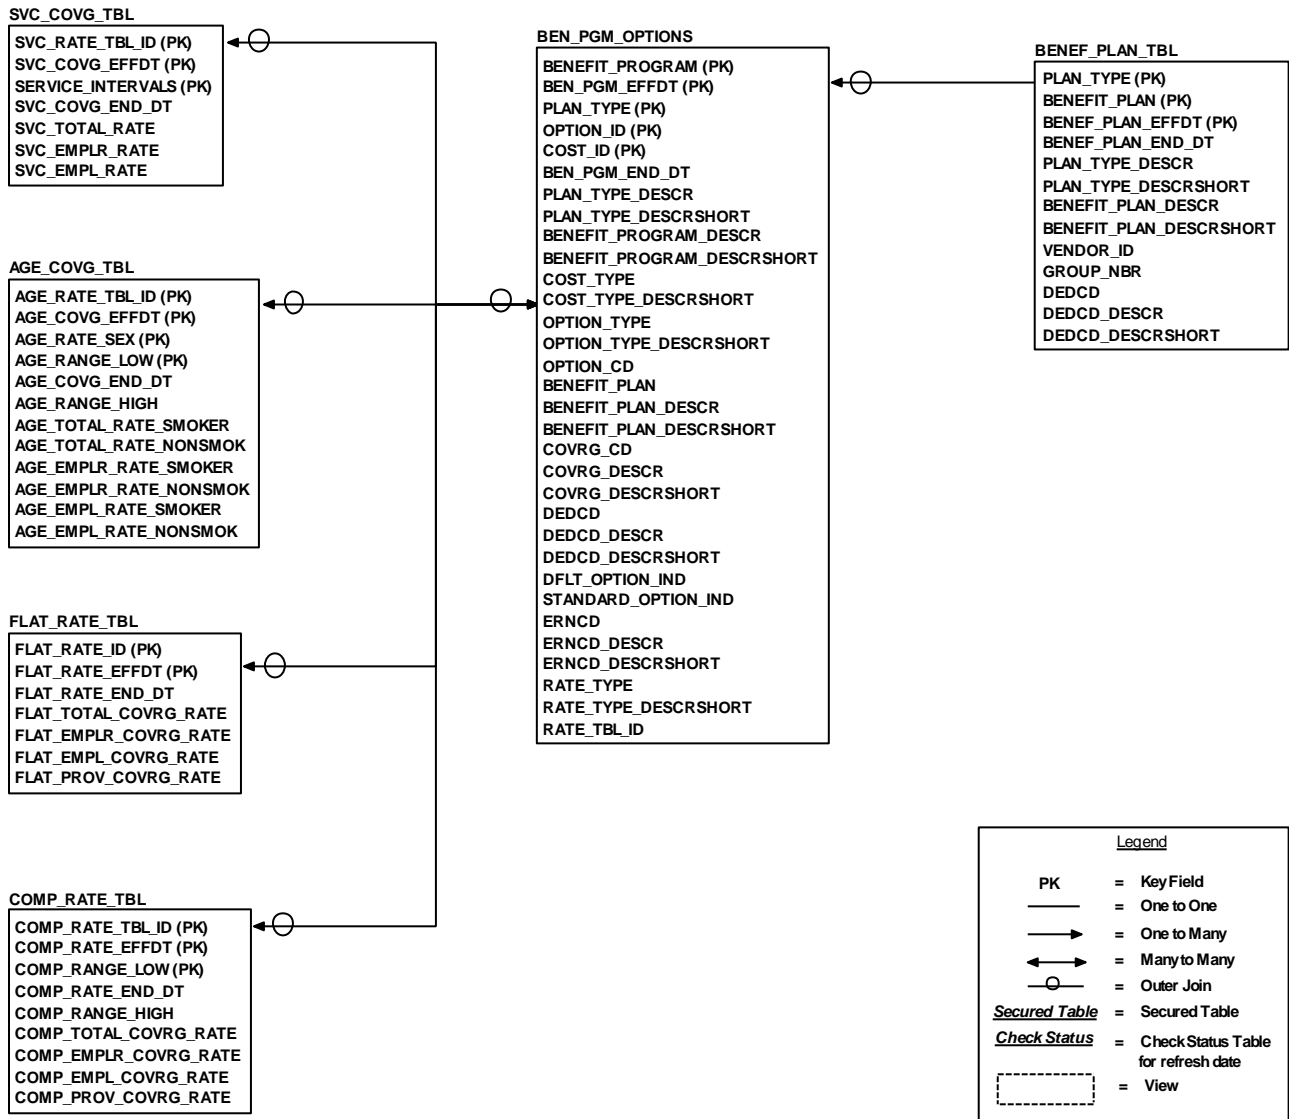 SVC_COVG_TBL
SVC_RATE_TBL_ID (PK)
SVC_COVG_EFFDT (PK)
SERVICE_INTERVALS (PK)
SVC_COVG_END_DT
SVC_TOTAL_RATE
SVC_EMPLR_RATE
SVC_EMPL_RATE
AGE_COVG_TBL
AGE_RATE_TBL_ID (PK)
AGE_COVG_EFFDT (PK)
AGE_RATE_SEX (PK)
AGE_RANGE_LOW (PK)
AGE_COVG_END_DT
AGE_RANGE_HIGH
AGE_TOTAL_RATE_SMOKER
AGE_TOTAL_RATE_NONSMOK
AGE_EMPLR_RATE_SMOKER
AGE_EMPLR_RATE_NONSMOK
AGE_EMPL_RATE_SMOKER
AGE_EMPL_RATE_NONSMOK
FLAT_RATE_TBL
FLAT_RATE_ID (PK)
FLAT_RATE_EFFDT (PK)
FLAT_RATE_END_DT
FLAT_TOTAL_COVRG_RATE
FLAT_EMPLR_COVRG_RATE
FLAT_EMPL_COVRG_RATE
FLAT_PROV_COVRG_RATE
COMP_RATE_TBL
COMP_RATE_TBL_ID (PK)
COMP_RATE_EFFDT (PK)
COMP_RANGE_LOW (PK)
COMP_RATE_END_DT
COMP_RANGE_HIGH
COMP_TOTAL_COVRG_RATE
COMP_EMPLR_COVRG_RATE
COMP_EMPL_COVRG_RATE
COMP_PROV_COVRG_RATE
BEN_PGM_OPTIONS
BENEFIT_PROGRAM (PK)
BEN_PGM_EFFDT (PK)
PLAN_TYPE (PK)
OPTION_ID (PK)
COST_ID (PK)
BEN_PGM_END_DT
PLAN_TYPE_DESCR
PLAN_TYPE_DESCRSHORT
BENEFIT_PROGRAM_DESCR
BENEFIT_PROGRAM_DESCRSHORT
COST_TYPE
COST_TYPE_DESCRSHORT
OPTION_TYPE
OPTION_TYPE_DESCRSHORT
OPTION_CD
BENEFIT_PLAN
BENEFIT_PLAN_DESCR
BENEFIT_PLAN_DESCRSHORT
COVRG_CD
COVRG_DESCR
COVRG_DESCRSHORT
DEDCD
DEDCD_DESCR
DEDCD_DESCRSHORT
DFLT_OPTION_IND
STANDARD_OPTION_IND
ERNCD
ERNCD_DESCR
ERNCD_DESCRSHORT
RATE_TYPE
RATE_TYPE_DESCRSHORT
RATE_TBL_ID
BENEF_PLAN_TBL
PLAN_TYPE (PK)
BENEFIT_PLAN (PK)
BENEF_PLAN_EFFDT (PK)
BENEF_PLAN_END_DT
PLAN_TYPE_DESCR
PLAN_TYPE_DESCRSHORT
BENEFIT_PLAN_DESCR
BENEFIT_PLAN_DESCRSHORT
VENDOR_ID
GROUP_NBR
DEDCD
DEDCD_DESCR
DEDCD_DESCRSHORT
Legend
PK = Key Field
= One to One
= One to Many
= Many to Many
= Outer Join
Secured Table = Secured Table
Check Status = Check Status Table
for refresh date
= View